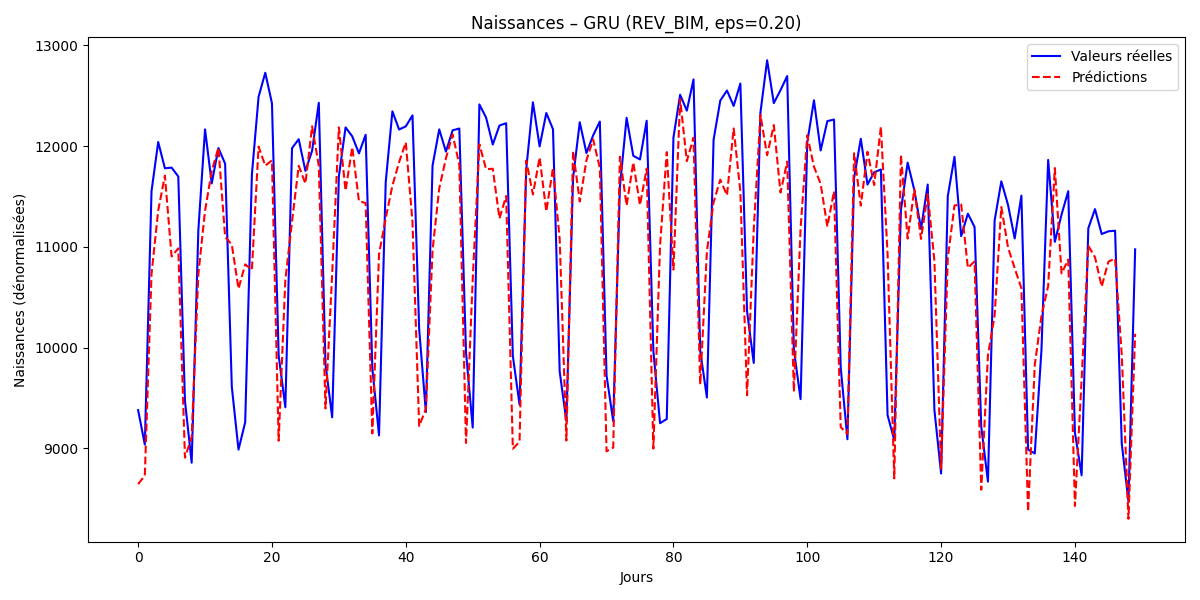 Naissances – GRU (REV_BIM, eps=0.20)
Valeurs réelles
Prédictions
Naissances (dénormalisées)
13000
12000
11000
10000
9000
0 20 40 60 80 100 120 140
Jours